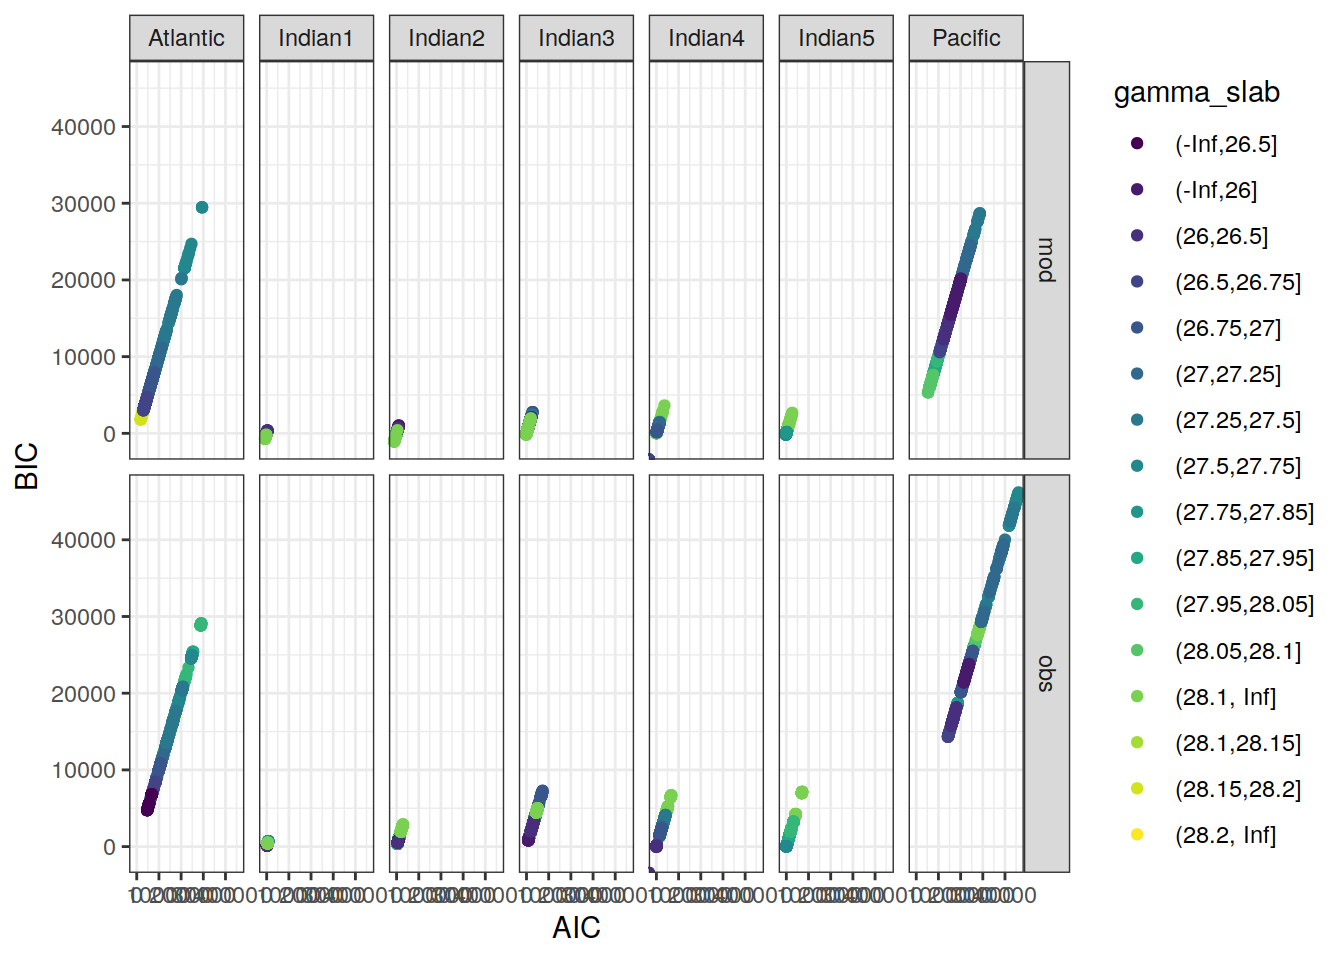 Atlantic Indian1 Indian2 Indian3 Indian4 Indian5 Pacific
mod
40000
30000
20000
10000
0
obs
40000
30000
20000
10000
0
BIC
AIC
gamma_slab
(-Inf,26.5]
(-Inf,26]
(26,26.5]
(26.5,26.75]
(26.75,27]
(27,27.25]
(27.25,27.5]
(27.5,27.75]
(27.75,27.85]
(27.85,27.95]
(27.95,28.05]
(28.05,28.1]
(28.1, Inf]
(28.1,28.15]
(28.15,28.2]
(28.2, Inf]